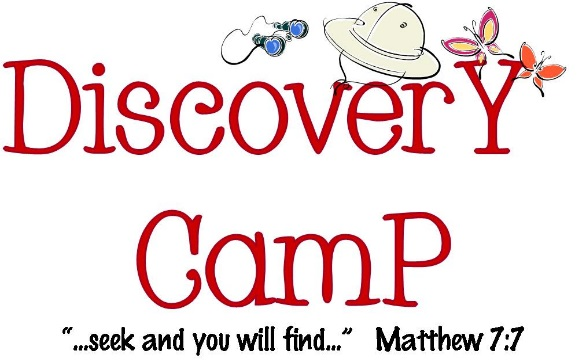 DiscoverY
CamP
“...seek and you will find...” Matthew 7:7